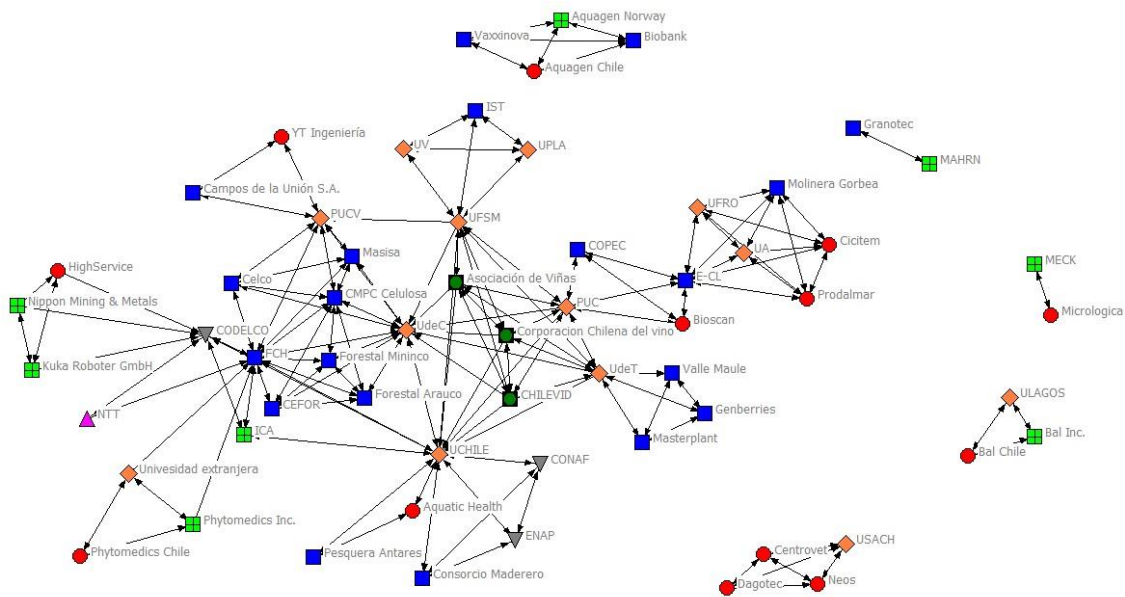 Aquagen Norway
Vaxxinova
Biobank
Aquagen Chile
IST
Granotec
YT Ingeniería
UV
UPLA
MAHRN
Campos de la Unión S.A.
Molinera Gorbea
UFRO
PUCV
UFSM
Cicitem
UA
COPEC
Masisa
HighService
MECK
Asociación de Viñas
E-CL
Celco
CMPC Celulosa
Prodalmar
Nippon Mining & Metals
PUC
Micrologica
Bioscan
CODELCO
UdeC
Corporacion Chilena del vino
FCH
Forestal Mininco
Kuka Roboter GmbH
UdeT
Valle Maule
CHILEVID
Forestal Arauco
ULAGOS
CEFOR
Genberries
NTT
ICA
Masterplant
Bal Inc.
UCHILE
Bal Chile
CONAF
Univesidad extranjera
Aquatic Health
Phytomedics Inc.
ENAP
USACH
Phytomedics Chile
Pesquera Antares
Centrovet
Consorcio Maderero
Dagotec
Neos